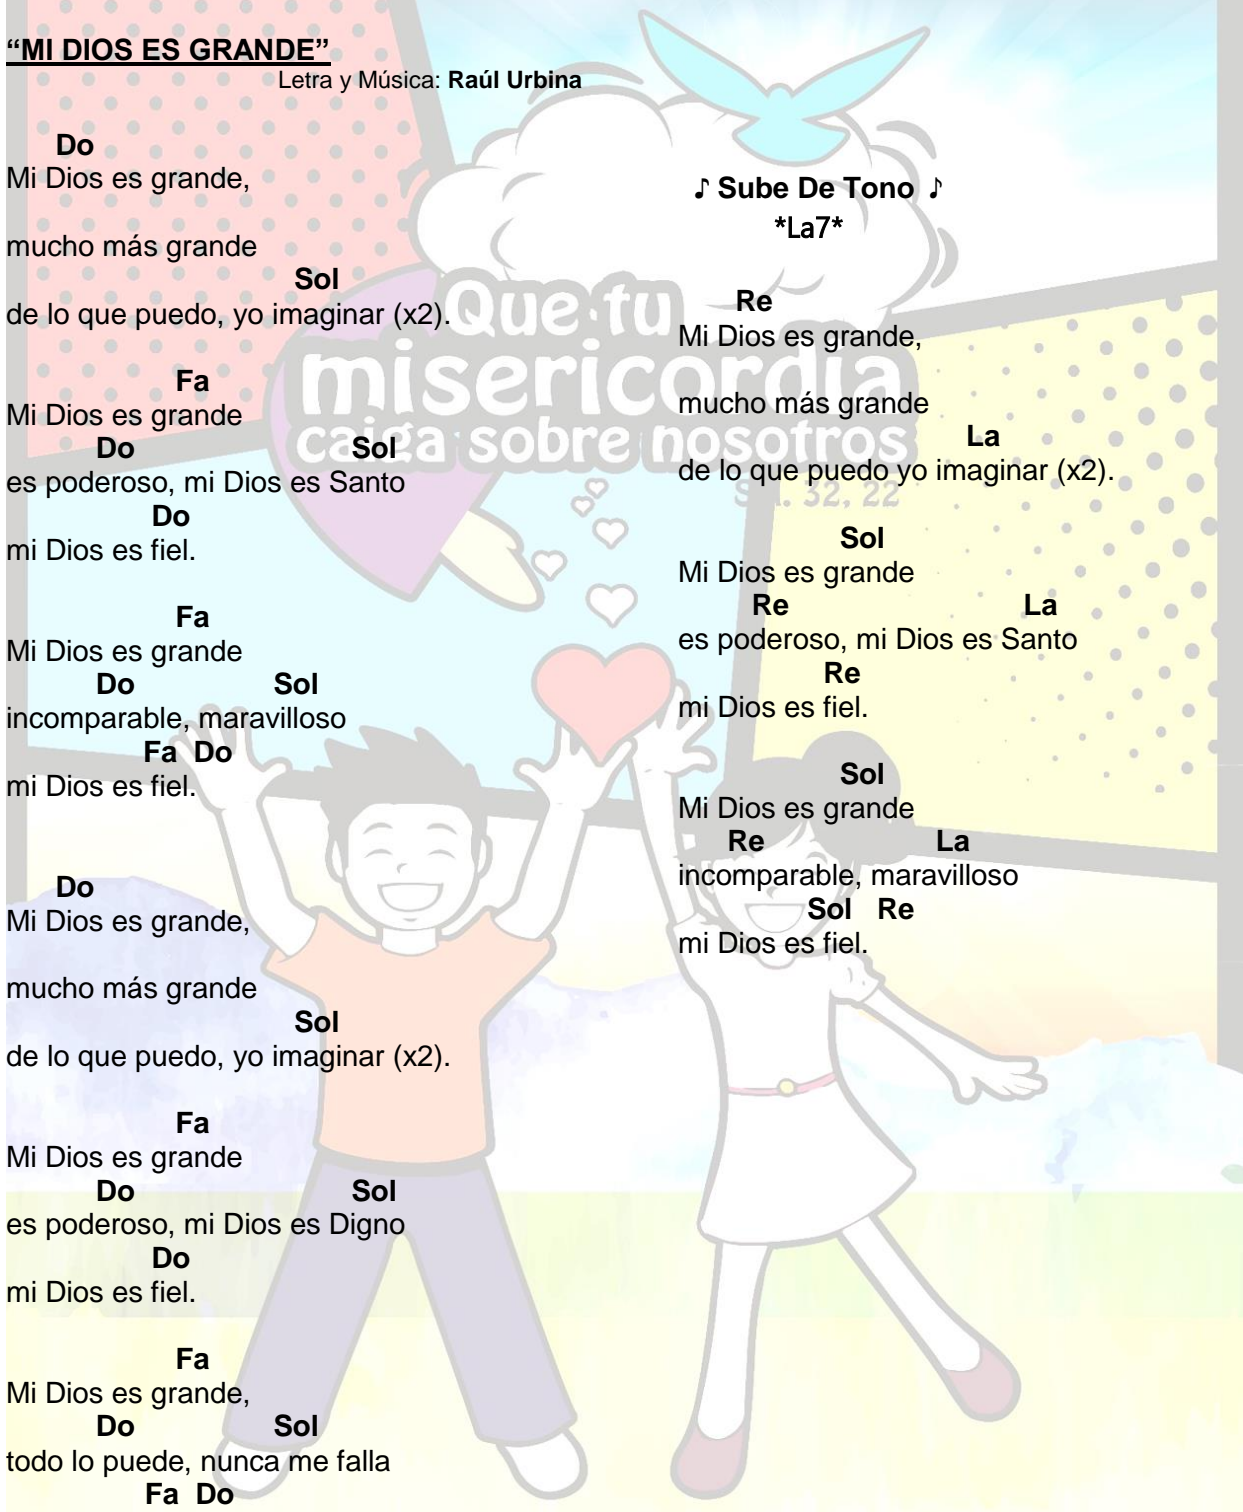 “MI DIOS ES GRANDE”
Letra y Música: Raúl Urbina
Do
Mi Dios es grande,
mucho más grande
Sol
de lo que puedo, yo imaginar (x2).
Fa
Mi Dios es grande
Do Sol
es poderoso, mi Dios es Santo
Do
mi Dios es fiel.
Fa
Mi Dios es grande
Do Sol
incomparable, maravilloso
Fa Do
mi Dios es fiel.
Do
Mi Dios es grande,
mucho más grande
Sol
de lo que puedo, yo imaginar (x2).
Fa
Mi Dios es grande
Do Sol
es poderoso, mi Dios es Digno
Do
mi Dios es fiel.
Fa
Mi Dios es grande,
Do Sol
todo lo puede, nunca me falla
Fa Do
♪ Sube De Tono ♪
*La7*
Re
Mi Dios es grande,
mucho más grande
La
de lo que puedo yo imaginar (x2).
Sol
Mi Dios es grande
Re La
es poderoso, mi Dios es Santo
Re
mi Dios es fiel.
Sol
Mi Dios es grande
Re La
incomparable, maravilloso
Sol Re
mi Dios es fiel.
Que tu
misericordia
caiga sobre nosotros
32, 22